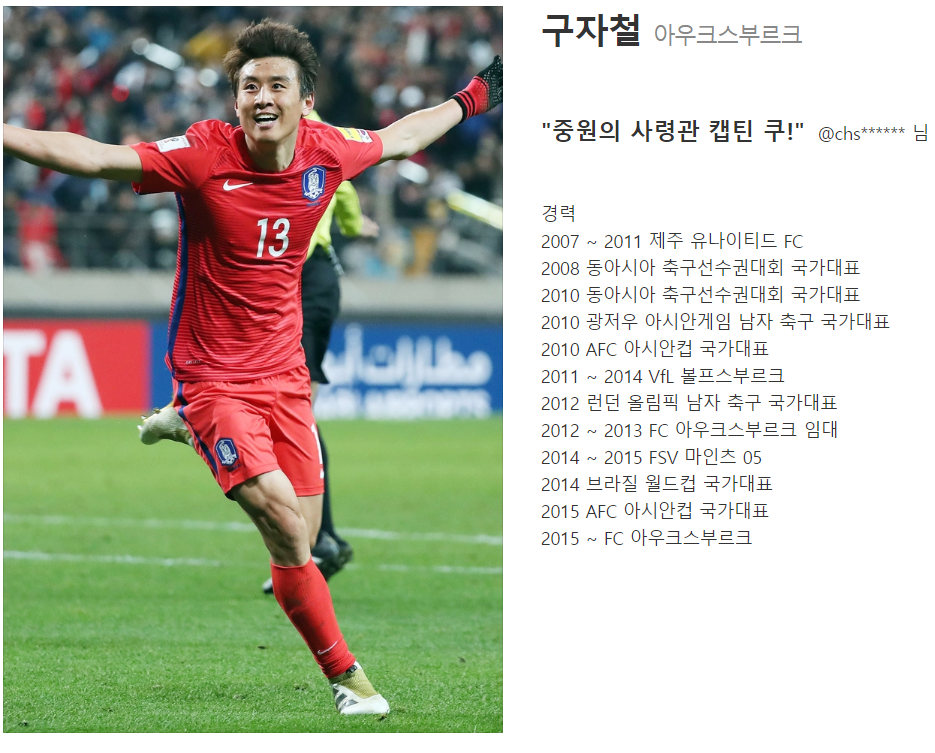 구자철 아우크스부르크
"중원의 사령관 캡틴 쿠!" @chs****** 님
경력
2007 ~ 2011 제주 유나이티드 FC
2008 동아시아 축구선수권대회 국가대표
2010 동아시아 축구선수권대회 국가대표
2010 광저우 아시안게임 남자 축구 국가대표
2010 AFC 아시안컵 국가대표
2011 ~ 2014 VfL 볼프스부르크
2012 런던 올림픽 남자 축구 국가대표
2012 ~ 2013 FC 아우크스부르크 임대
2014 ~ 2015 FSV 마인츠 05
2014 브라질 월드컵 국가대표
2015 AFC 아시안컵 국가대표
2015 ~ FC 아우크스부르크
13
TA